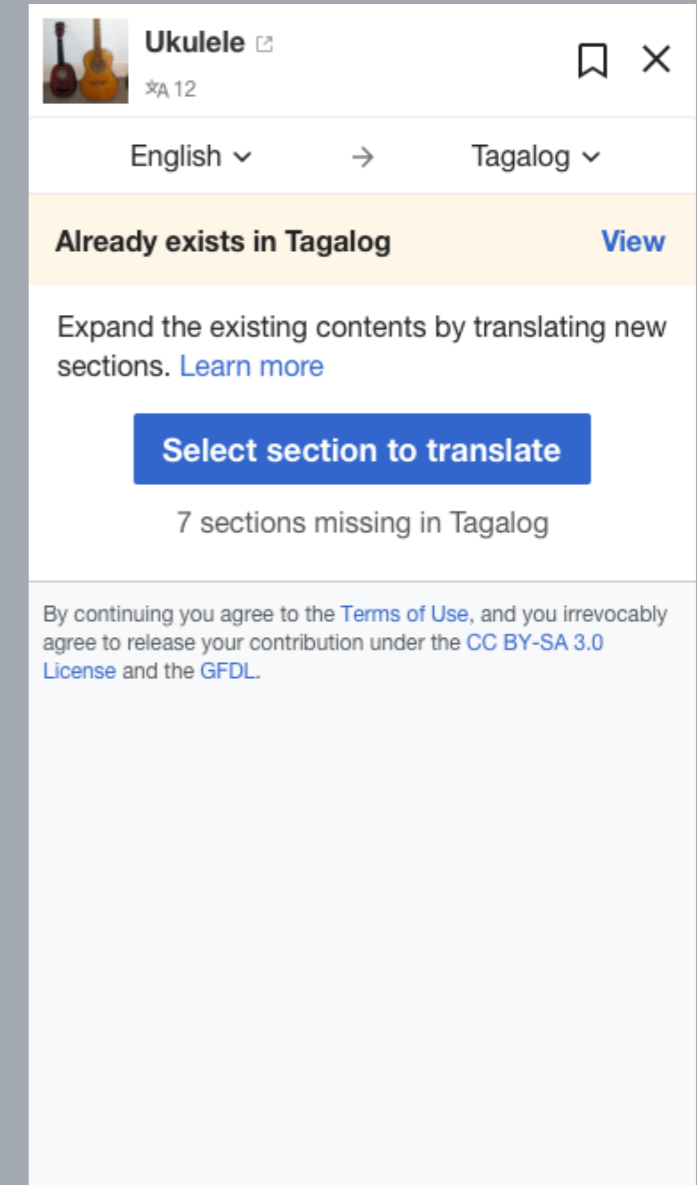 Ukulele
12
English → Tagalog
Already exists in Tagalog View
Expand the existing contents by translating new
sections. Learn more
Select section to translate
7 sections missing in Tagalog
By continuing you agree to the Terms of Use, and you irrevocably
agree to release your contribution under the CC BY-SA 3.0
License and the GFDL.